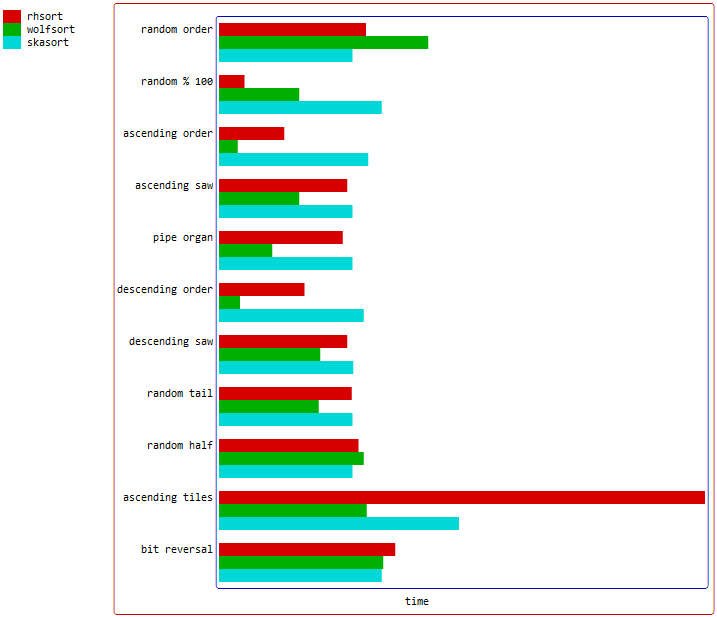 rhsort
wolfsort
skasort
random order
random % 100
ascending order
ascending saw
pipe organ
descending order
descending saw
random tail
random half
ascending tiles
bit reversal
time